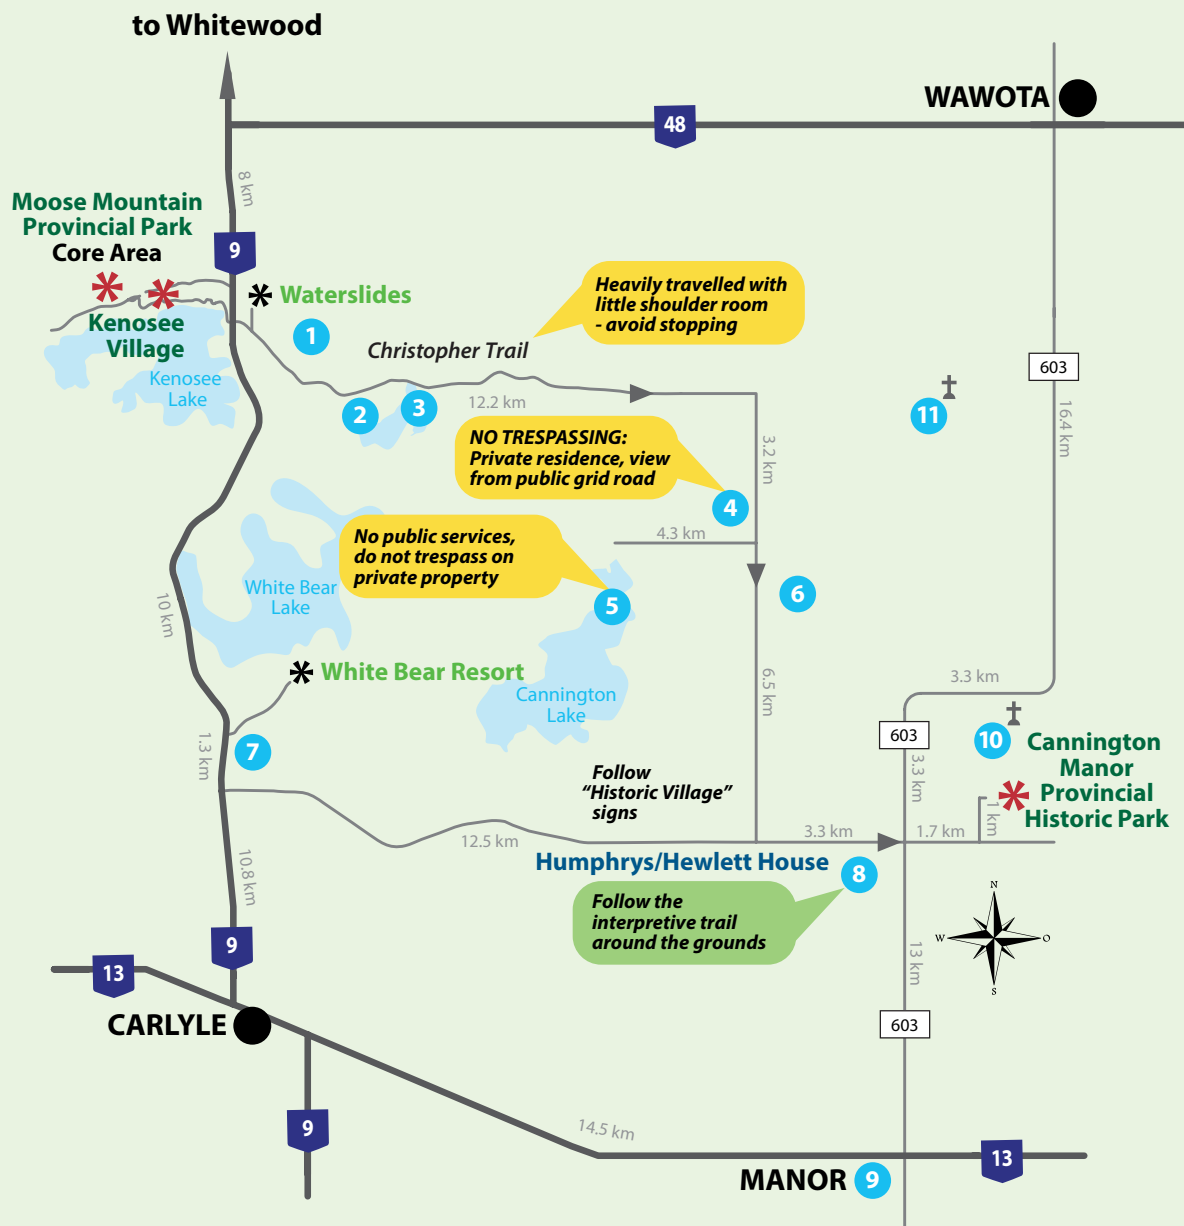 to Whitewood
WAWOTA
48
8 km
Moose Mountain
Provincial Park
Core Area
9
Waterslides
Kenosee
Village
Kenosee
Lake
1
Heavily travelled with
little shoulder room
- avoid stopping
Christopher Trail
603
2
3
12.2 km
11
16.4 km
NO TRESPASSING:
Private residence, view
from public grid road
3.2 km
4
4.3 km
No public services,
do not trespass on
private property
White Bear
Lake
10 km
5
6
White Bear Resort
Cannington
Lake
6.5 km
3.3 km
7
1.3 km
603
10
Cannington
Manor
Provincial
Historic Park
3.3 km
1 km
Follow
“Historic Village”
signs
12.5 km
3.3 km
1.7 km
Humphrys/Hewlett House
8
10.8 km
Follow the
interpretive trail
around the grounds
N
W
O
S
9
13
13 km
CARLYLE
603
9
14.5 km
13
MANOR
9